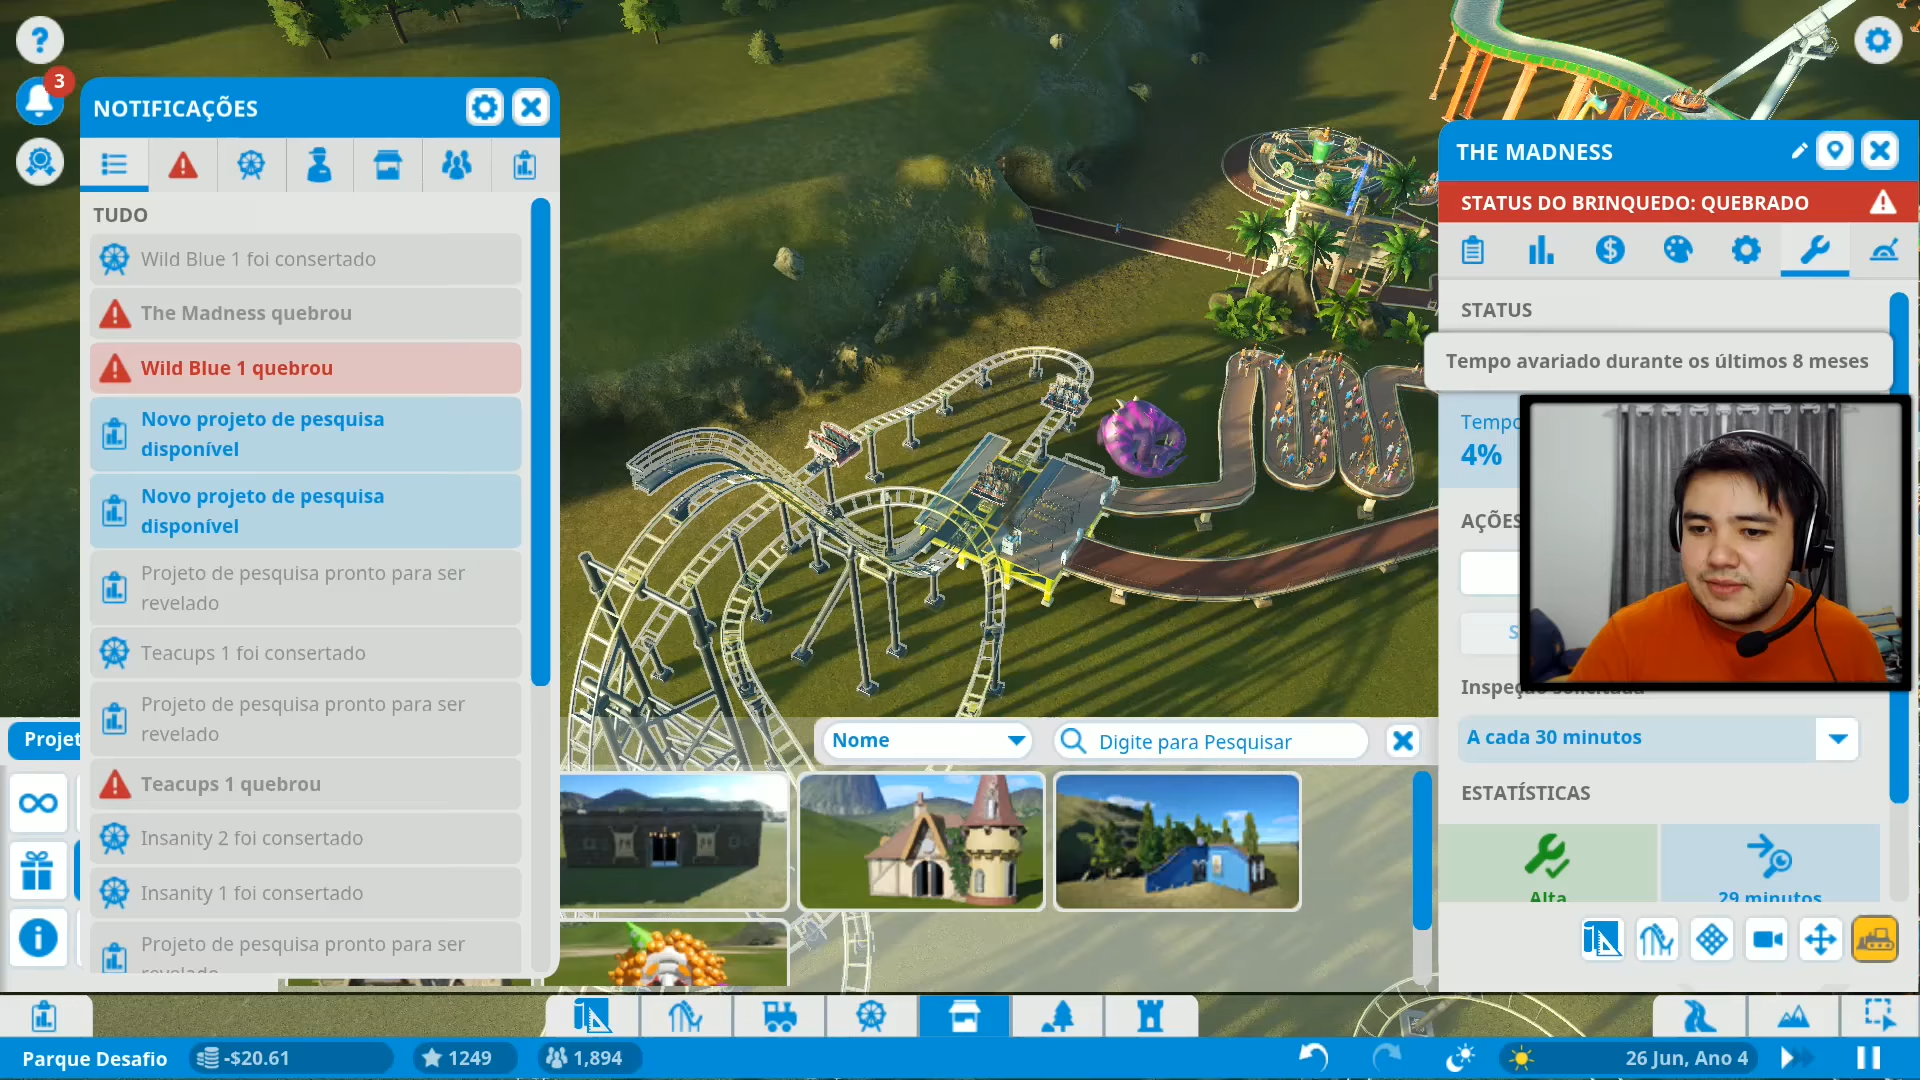 3
NOTIFICAÇÕES
TUDO
Wild Blue 1 foi consertado
The Madness quebrou
Wild Blue 1 quebrou
Novo projeto de pesquisa
disponível
Novo projeto de pesquisa
disponível
Projeto de pesquisa pronto para ser
revelado
Teacups 1 foi consertado
Projeto de pesquisa pronto para ser
revelado
Teacups 1 quebrou
Insanity 2 foi consertado
Insanity 1 foi consertado
Projeto de pesquisa pronto para ser
revelado
Projet
Nome
Digite para Pesquisar
THE MADNESS
STATUS DO BRINQUEDO: QUEBRADO
STATUS
Tempo avariado durante os últimos 8 meses
Tempo
4%
AÇÕES
S
Inspeção solicitada
A cada 30 minutos
ESTATÍSTICAS
Alta
29 minutos
Parque Desafio
-$20.61
1249
1,894
26 Jun, Ano 4